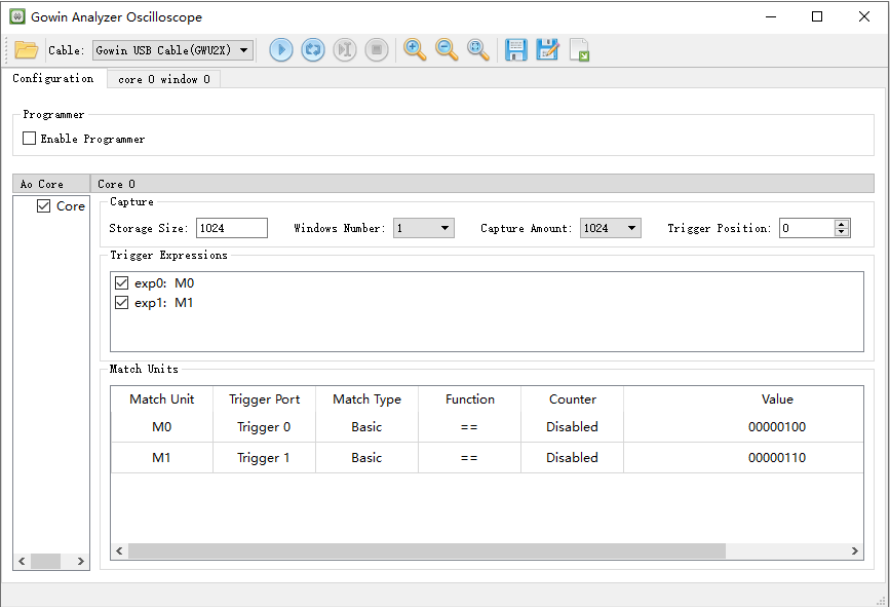 Gowin Analyzer Oscilloscope
Cable: Gowin USB Cable(GWU2X)
Configuration core 0 window 0
Programmer
Enable Programmer
Ao Core Core 0
Core
Capture
Storage Size: 1024 Windows Number: 1 Capture Amount: 1024 Trigger Position: 0
Trigger Expressions
exp0: M0
exp1: M1
Match Units
Match Unit Trigger Port Match Type Function Counter Value
M0 Trigger 0 Basic == Disabled 00000100
M1 Trigger 1 Basic == Disabled 00000110